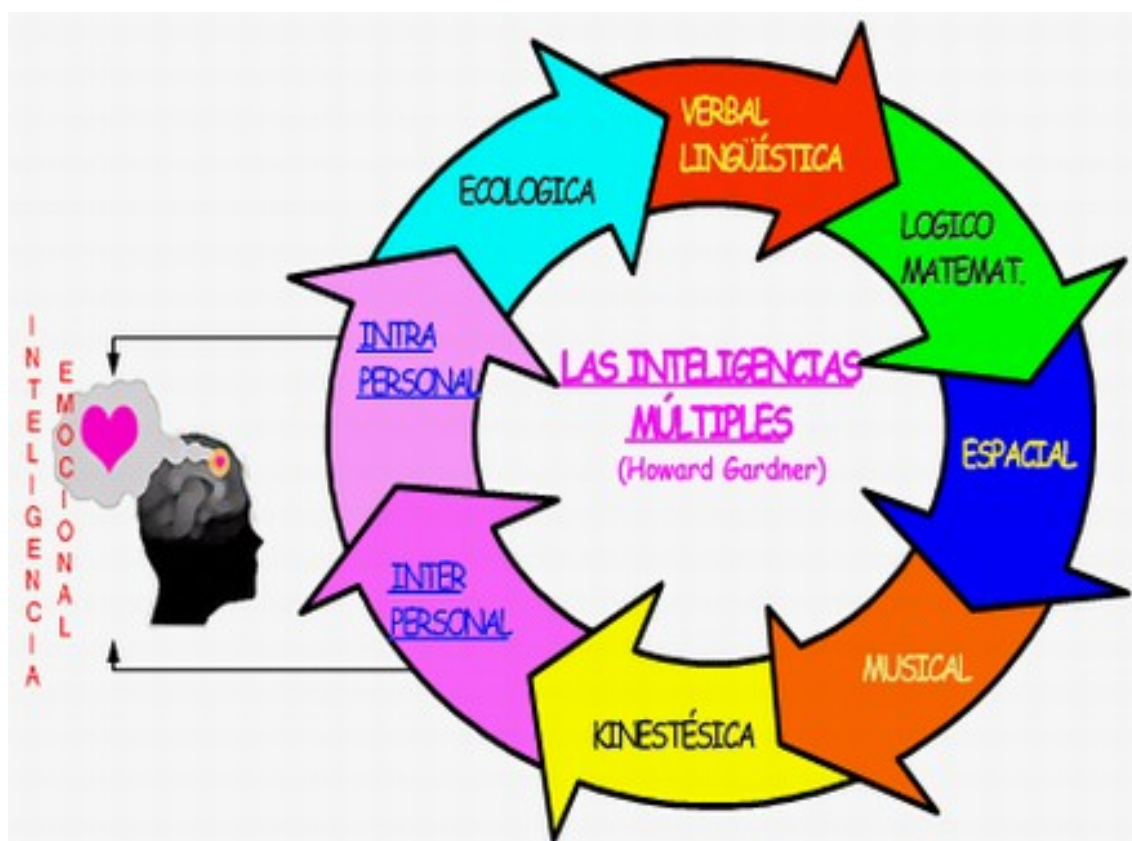 VERBAL
LINGÜÍSTICA
LOGICO
MATEMAT.
ESPACIAL
MUSICAL
KINESTÉSICA
INTER
PERSONAL
INTRA
PERSONAL
ECOLOGICA
LAS INTELIGENCIAS
MÚLTIPLES
(Howard Gardner)
INTELIGENCIA
EMOCIONAL